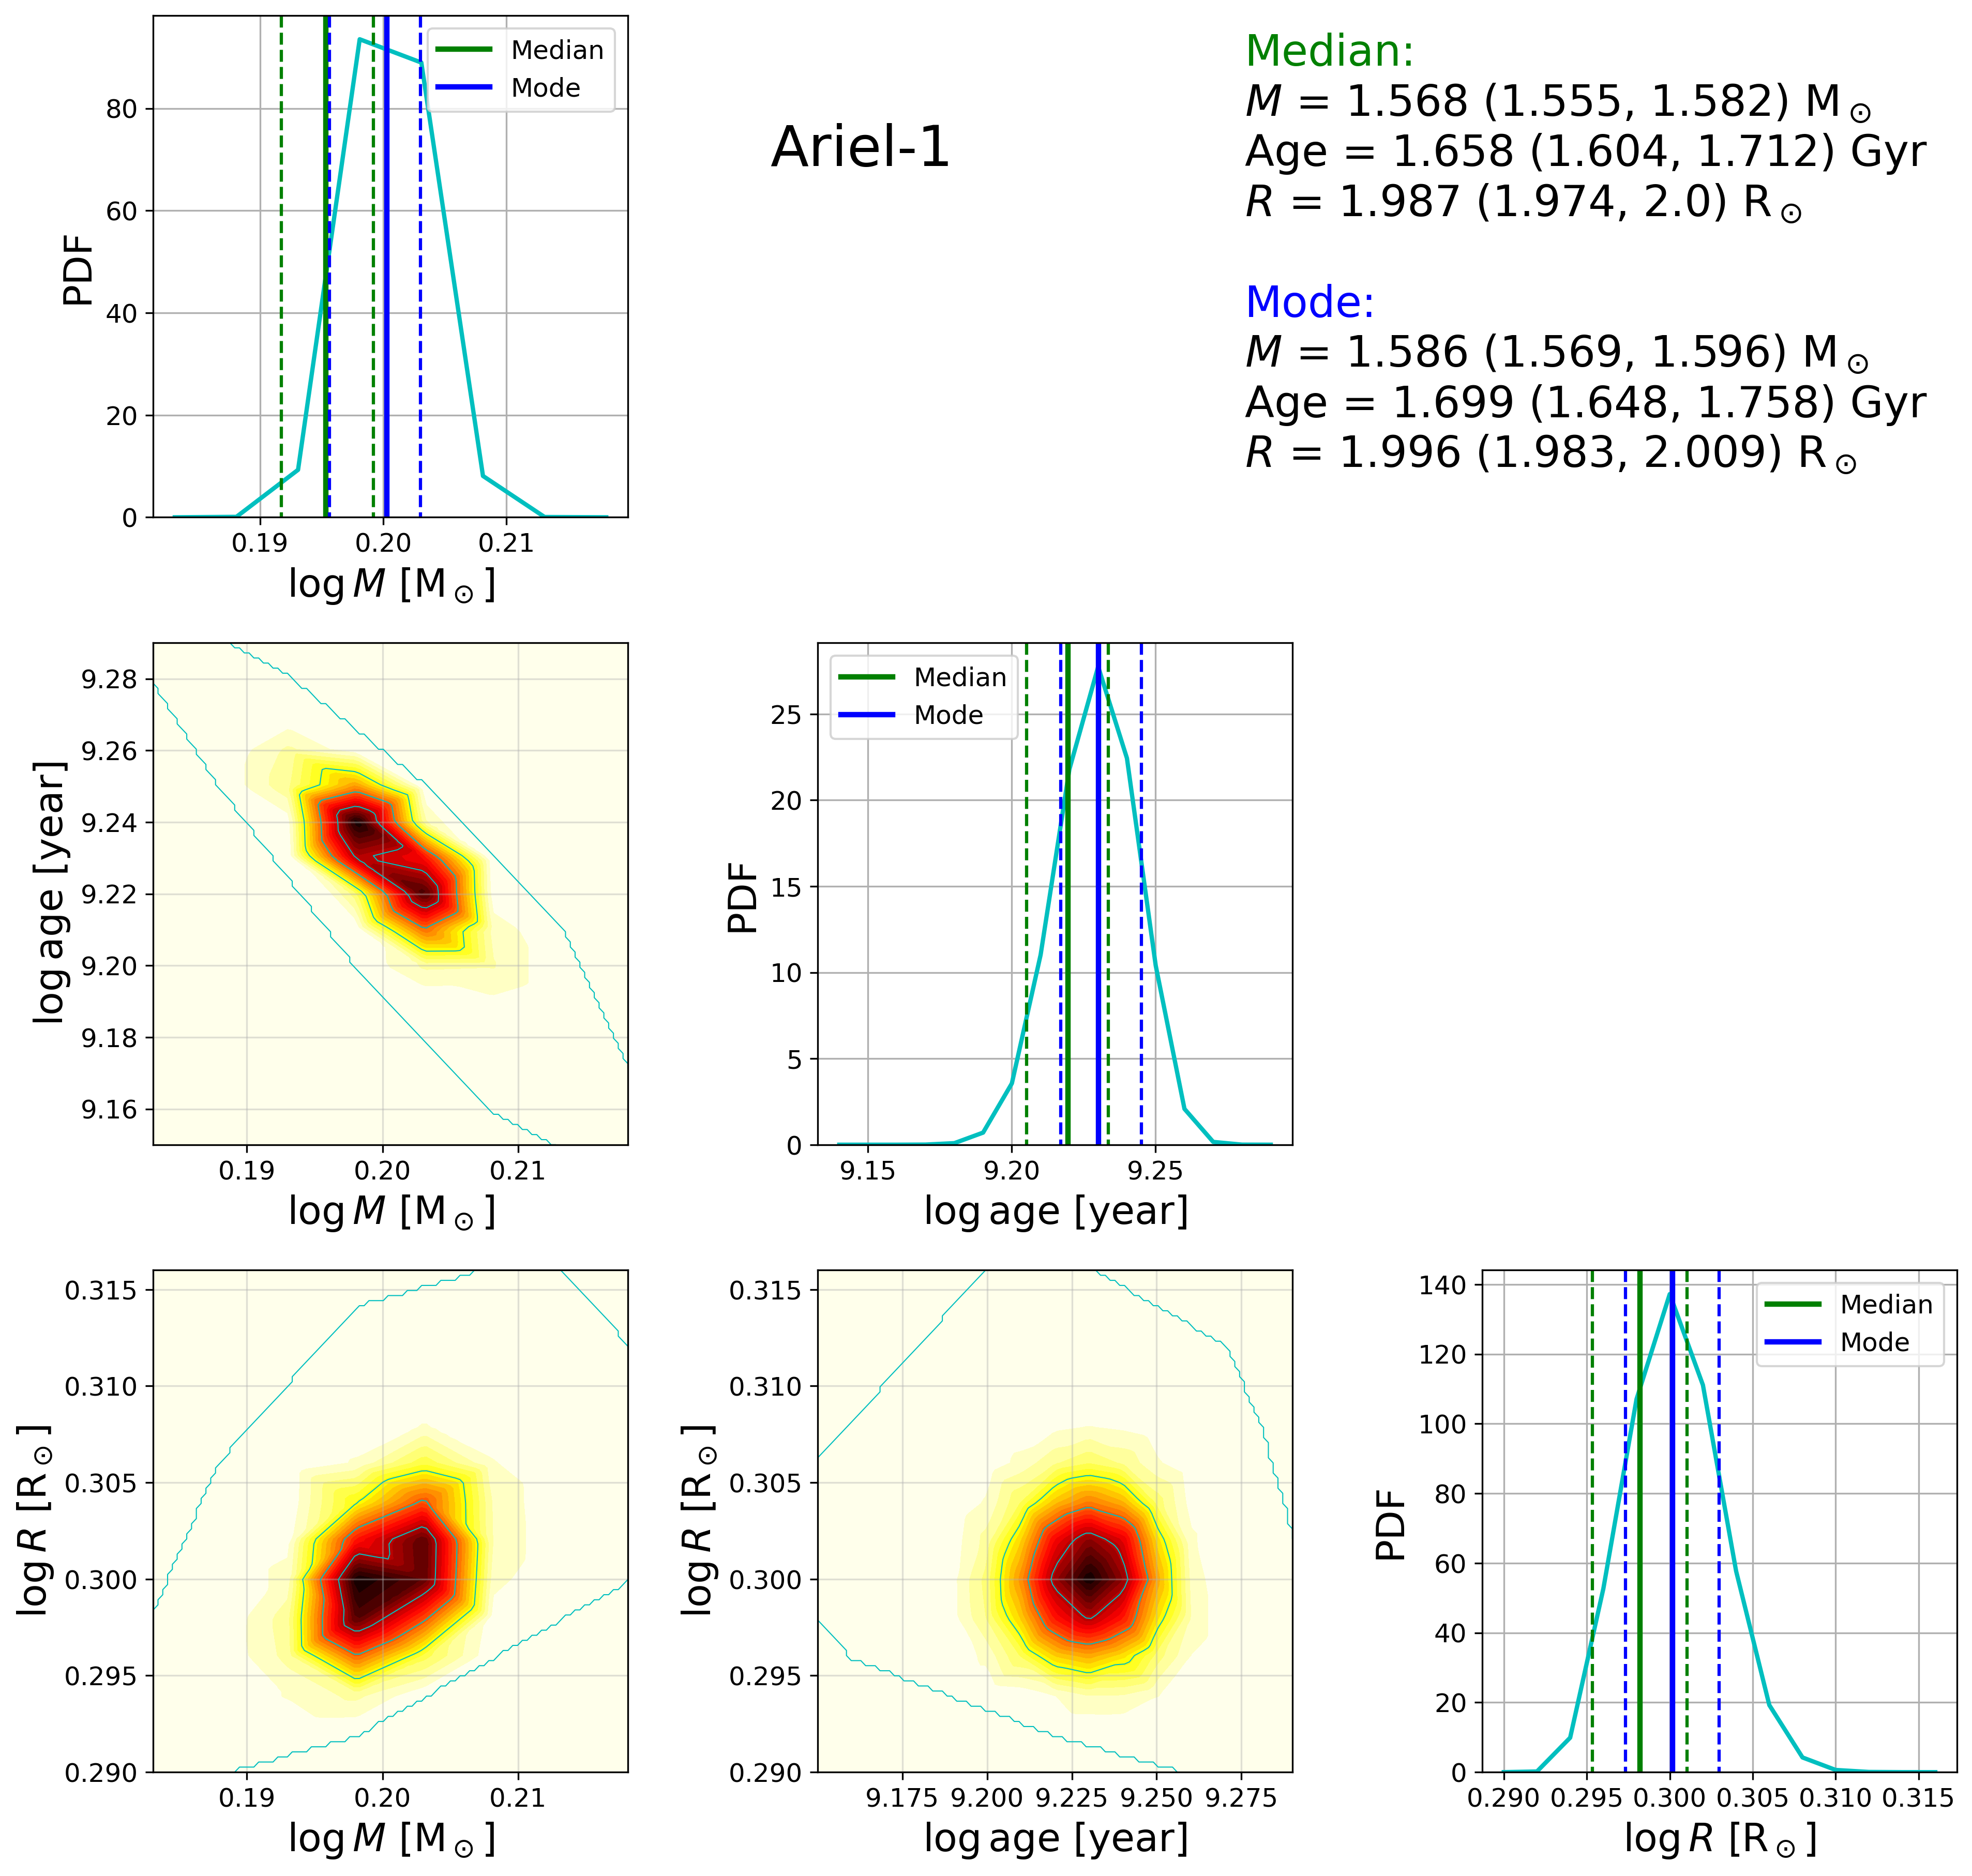 Median
Mode
80
60
40
20
0
PDF
0.19 0.20 0.21
log M [M⊙]
Ariel-1
Median:
M = 1.568 (1.555, 1.582) M⊙
Age = 1.658 (1.604, 1.712) Gyr
R = 1.987 (1.974, 2.0) R⊙
Mode:
M = 1.586 (1.569, 1.596) M⊙
Age = 1.699 (1.648, 1.758) Gyr
R = 1.996 (1.983, 2.009) R⊙
9.28
9.26
9.24
9.22
9.20
9.18
9.16
log age [year]
0.19 0.20 0.21
log M [M⊙]
Median
Mode
25
20
15
10
5
0
PDF
9.15 9.20 9.25
log age [year]
0.315
0.310
0.305
0.300
0.295
0.290
log R [R⊙]
0.19 0.20 0.21
log M [M⊙]
0.315
0.310
0.305
0.300
0.295
0.290
log R [R⊙]
9.175 9.200 9.225 9.250 9.275
log age [year]
Median
Mode
140
120
100
80
60
40
20
0
PDF
0.290 0.295 0.300 0.305 0.310 0.315
log R [R⊙]